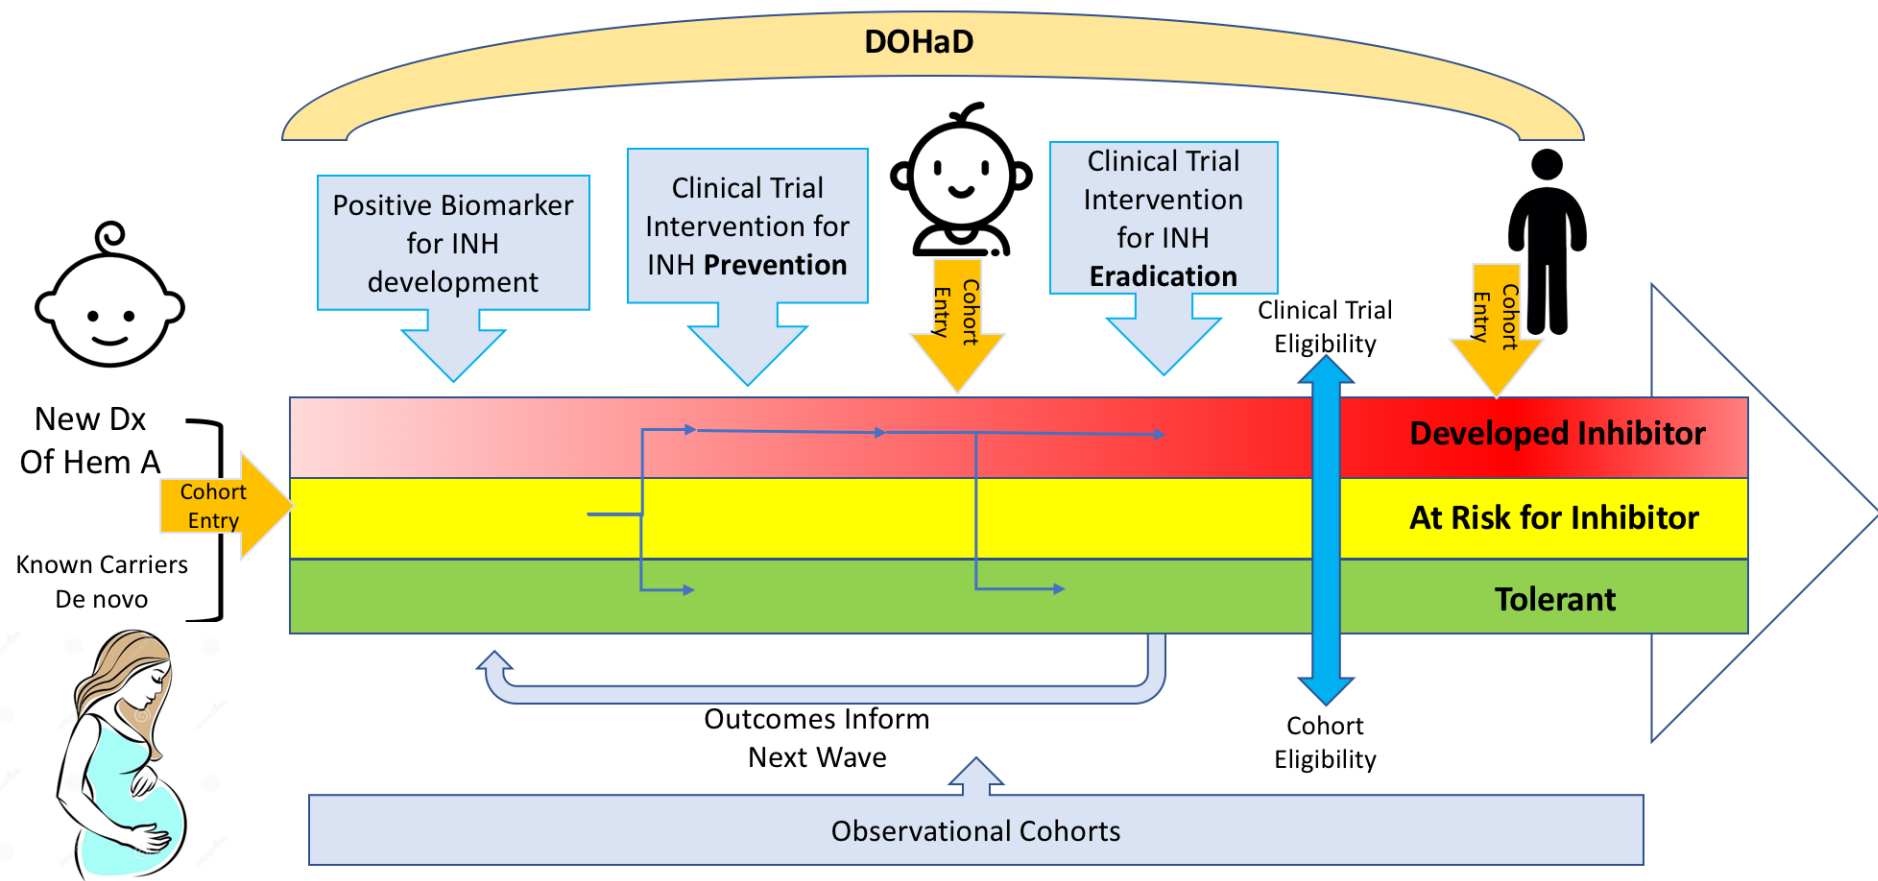 DOHaD
Positive Biomarker
for INH
development
Clinical Trial
Intervention for
INH Prevention
Cohort
Entry
Clinical Trial
Intervention
for INH
Eradication
Clinical Trial
Eligibility
Cohort
Entry
New Dx
Of Hem A
Cohort
Entry
Known Carriers
De novo
Developed Inhibitor
At Risk for Inhibitor
Tolerant
Outcomes Inform
Next Wave
Cohort
Eligibility
Observational Cohorts